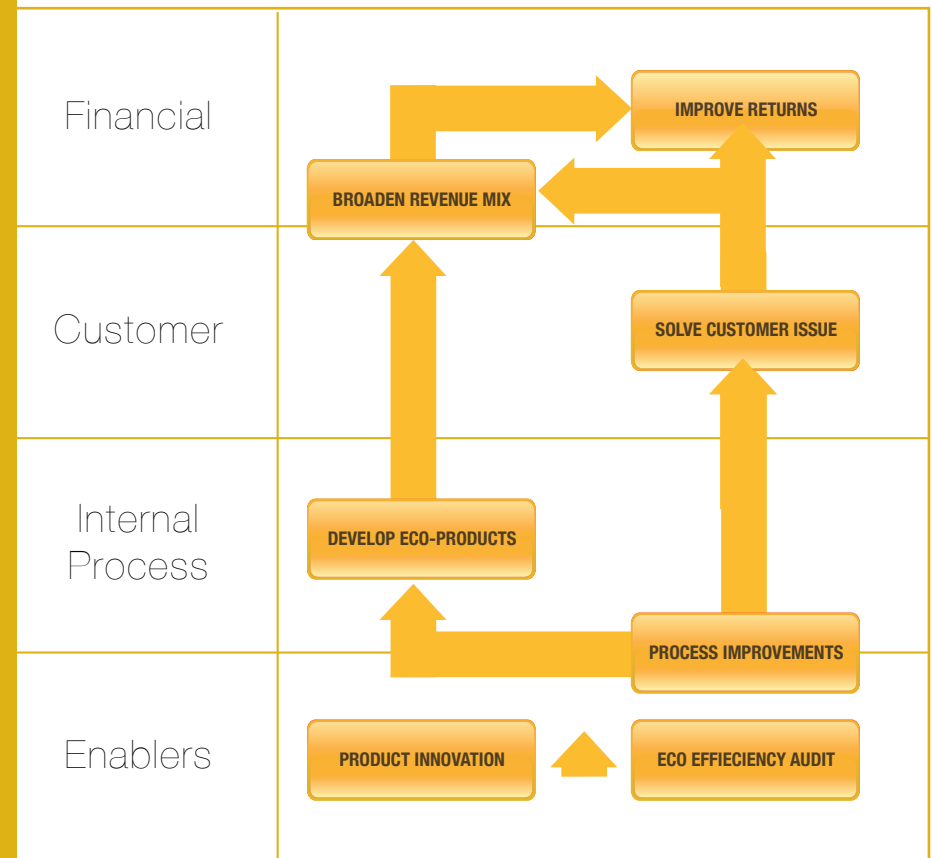 Financial
IMPROVE RETURNS
BROADEN REVENUE MIX
Customer
SOLVE CUSTOMER ISSUE
Internal
Process
DEVELOP ECO-PRODUCTS
PROCESS IMPROVEMENTS
Enablers
PRODUCT INNOVATION
ECO EFFIECIENCY AUDIT